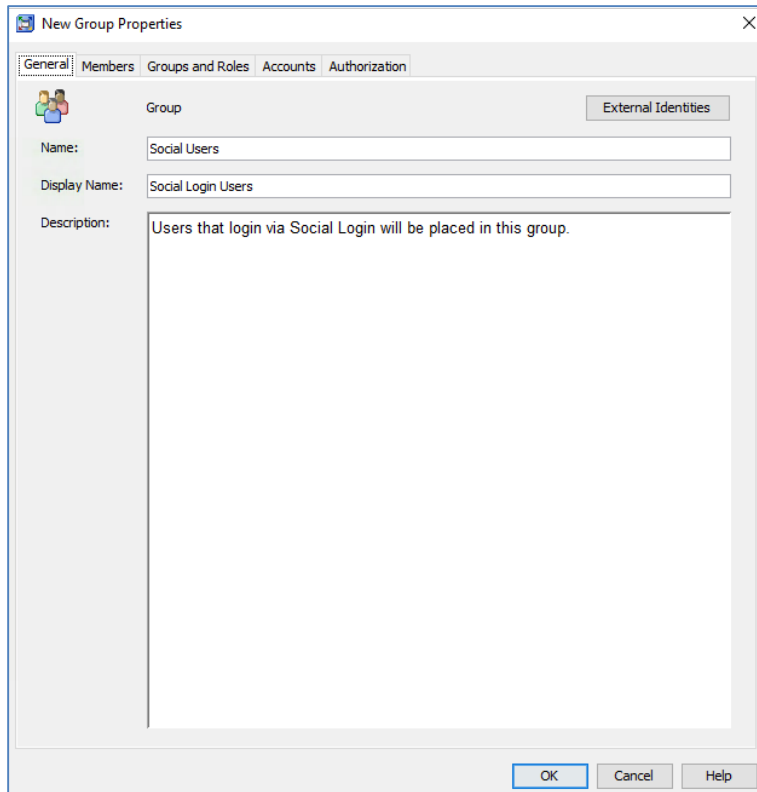 New Group Properties
General Members Groups and Roles Accounts Authorization
Group External Identities
Name: Social Users
Display Name: Social Login Users
Description: Users that login via Social Login will be placed in this group.
OK Cancel Help